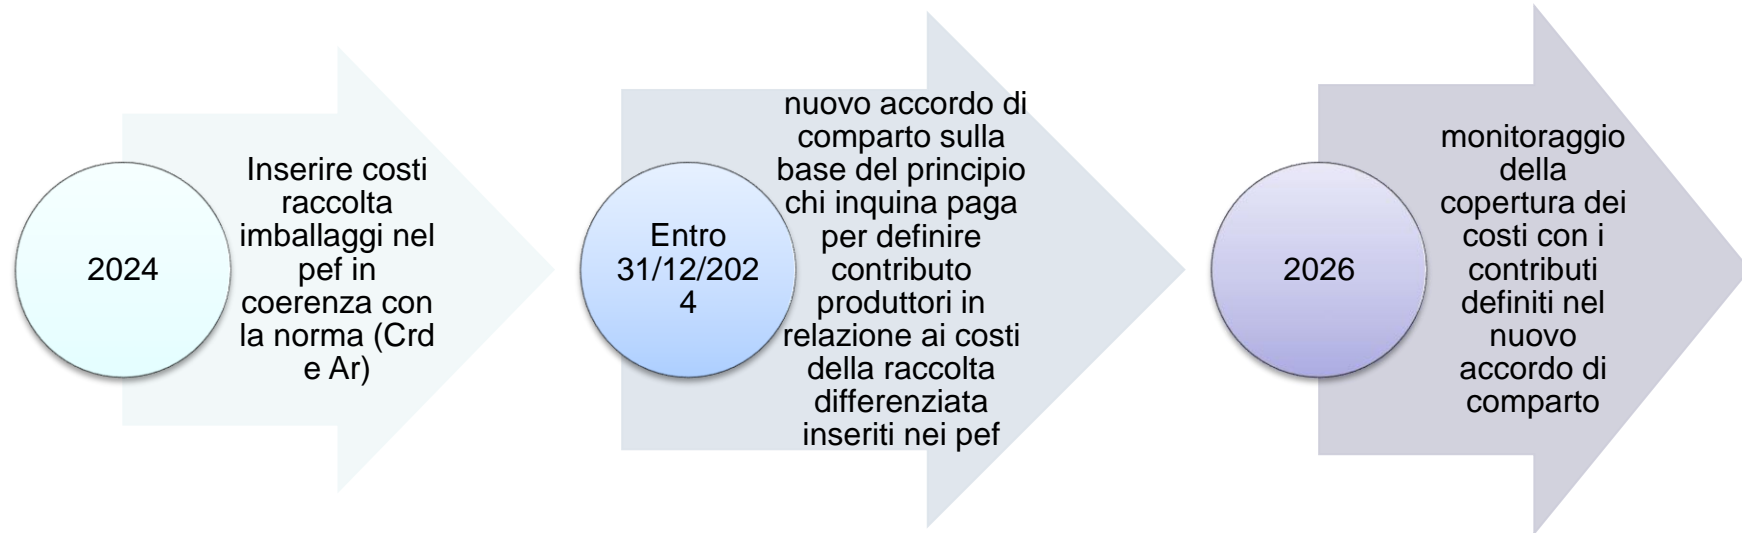 2024
Inserire costi
raccolta
imballaggi nel
pef in
coerenza con
la norma (Crd
e Ar)
Entro
31/12/202
4
nuovo accordo di
comparto sulla
base del principio
chi inquina paga
per definire
contributo
produttori in
relazione ai costi
della raccolta
differenziata
inseriti nei pef
2026
monitoraggio
della
copertura dei
costi con i
contributi
definiti nel
nuovo
accordo di
comparto